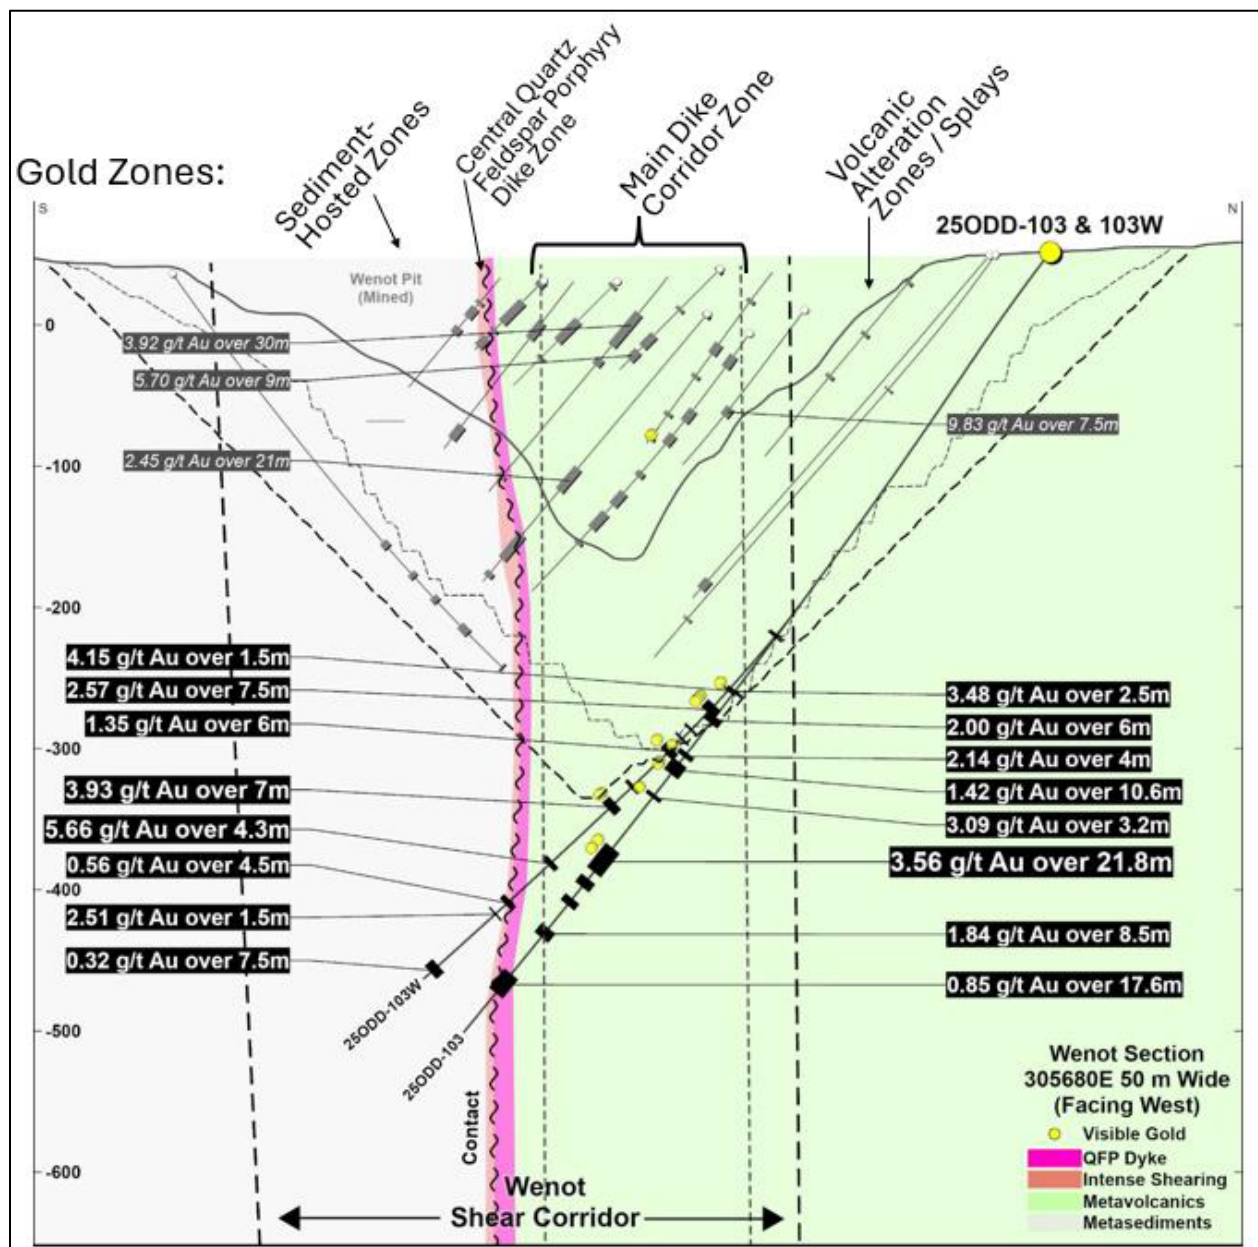 Gold Zones:
Sediment-
Hosted Zones
Central Quartz
Feldspar Porphyry
Dike Zone
Main Dike
Corridor Zone
Volcanic
Alteration
Zones / Splays
S
N
25ODD-103 & 103W
Wenot Pit
(Mined)
0
-100
-200
-300
-400
-500
-600
3.92 g/t Au over 30m
5.70 g/t Au over 9m
2.45 g/t Au over 21m
9.83 g/t Au over 7.5m
4.15 g/t Au over 1.5m
2.57 g/t Au over 7.5m
1.35 g/t Au over 6m
3.93 g/t Au over 7m
5.66 g/t Au over 4.3m
0.56 g/t Au over 4.5m
2.51 g/t Au over 1.5m
0.32 g/t Au over 7.5m
3.48 g/t Au over 2.5m
2.00 g/t Au over 6m
2.14 g/t Au over 4m
1.42 g/t Au over 10.6m
3.09 g/t Au over 3.2m
3.56 g/t Au over 21.8m
1.84 g/t Au over 8.5m
0.85 g/t Au over 17.6m
25ODD-103W
25ODD-103
Contact
Wenot
Shear Corridor
Wenot Section
305680E 50 m Wide
(Facing West)
Visible Gold
QFP Dyke
Intense Shearing
Metavolcanics
Metasediments